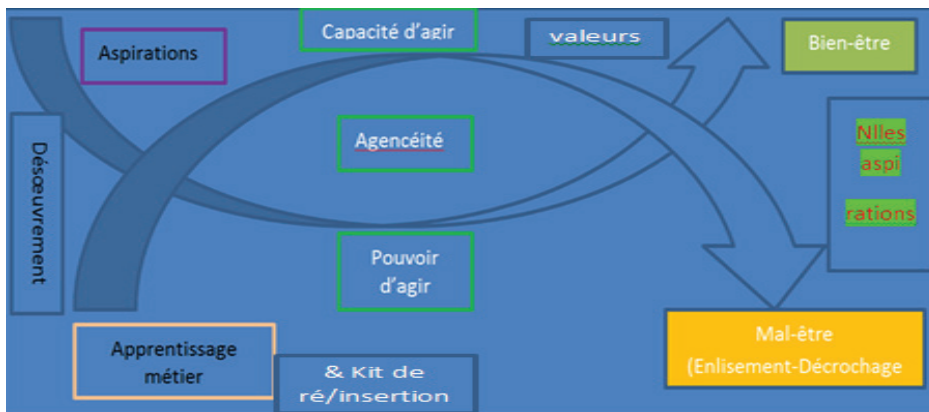 Aspirations
Capacité d'agir
valeurs
Bien-être
Désœuvrement
Agencéité
Nlles
aspi
rations
Pouvoir
d'agir
Apprentissage
métier
& Kit de
ré/insertion
Mal-être
(Enlisement-Décrochage